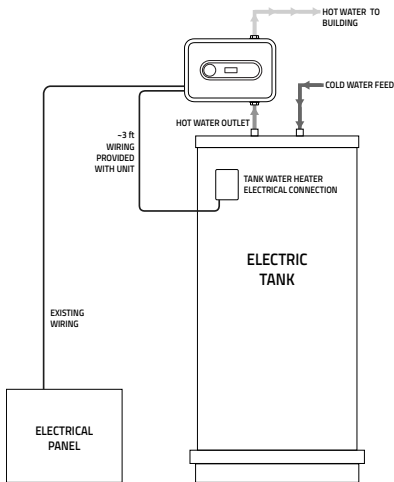 HOT WATER TO
BUILDING
COLD WATER FEED
HOT WATER OUTLET
~3 ft
WIRING
PROVIDED
WITH UNIT
TANK WATER HEATER
ELECTRICAL CONNECTION
ELECTRIC
TANK
EXISTING
WIRING
ELECTRICAL
PANEL